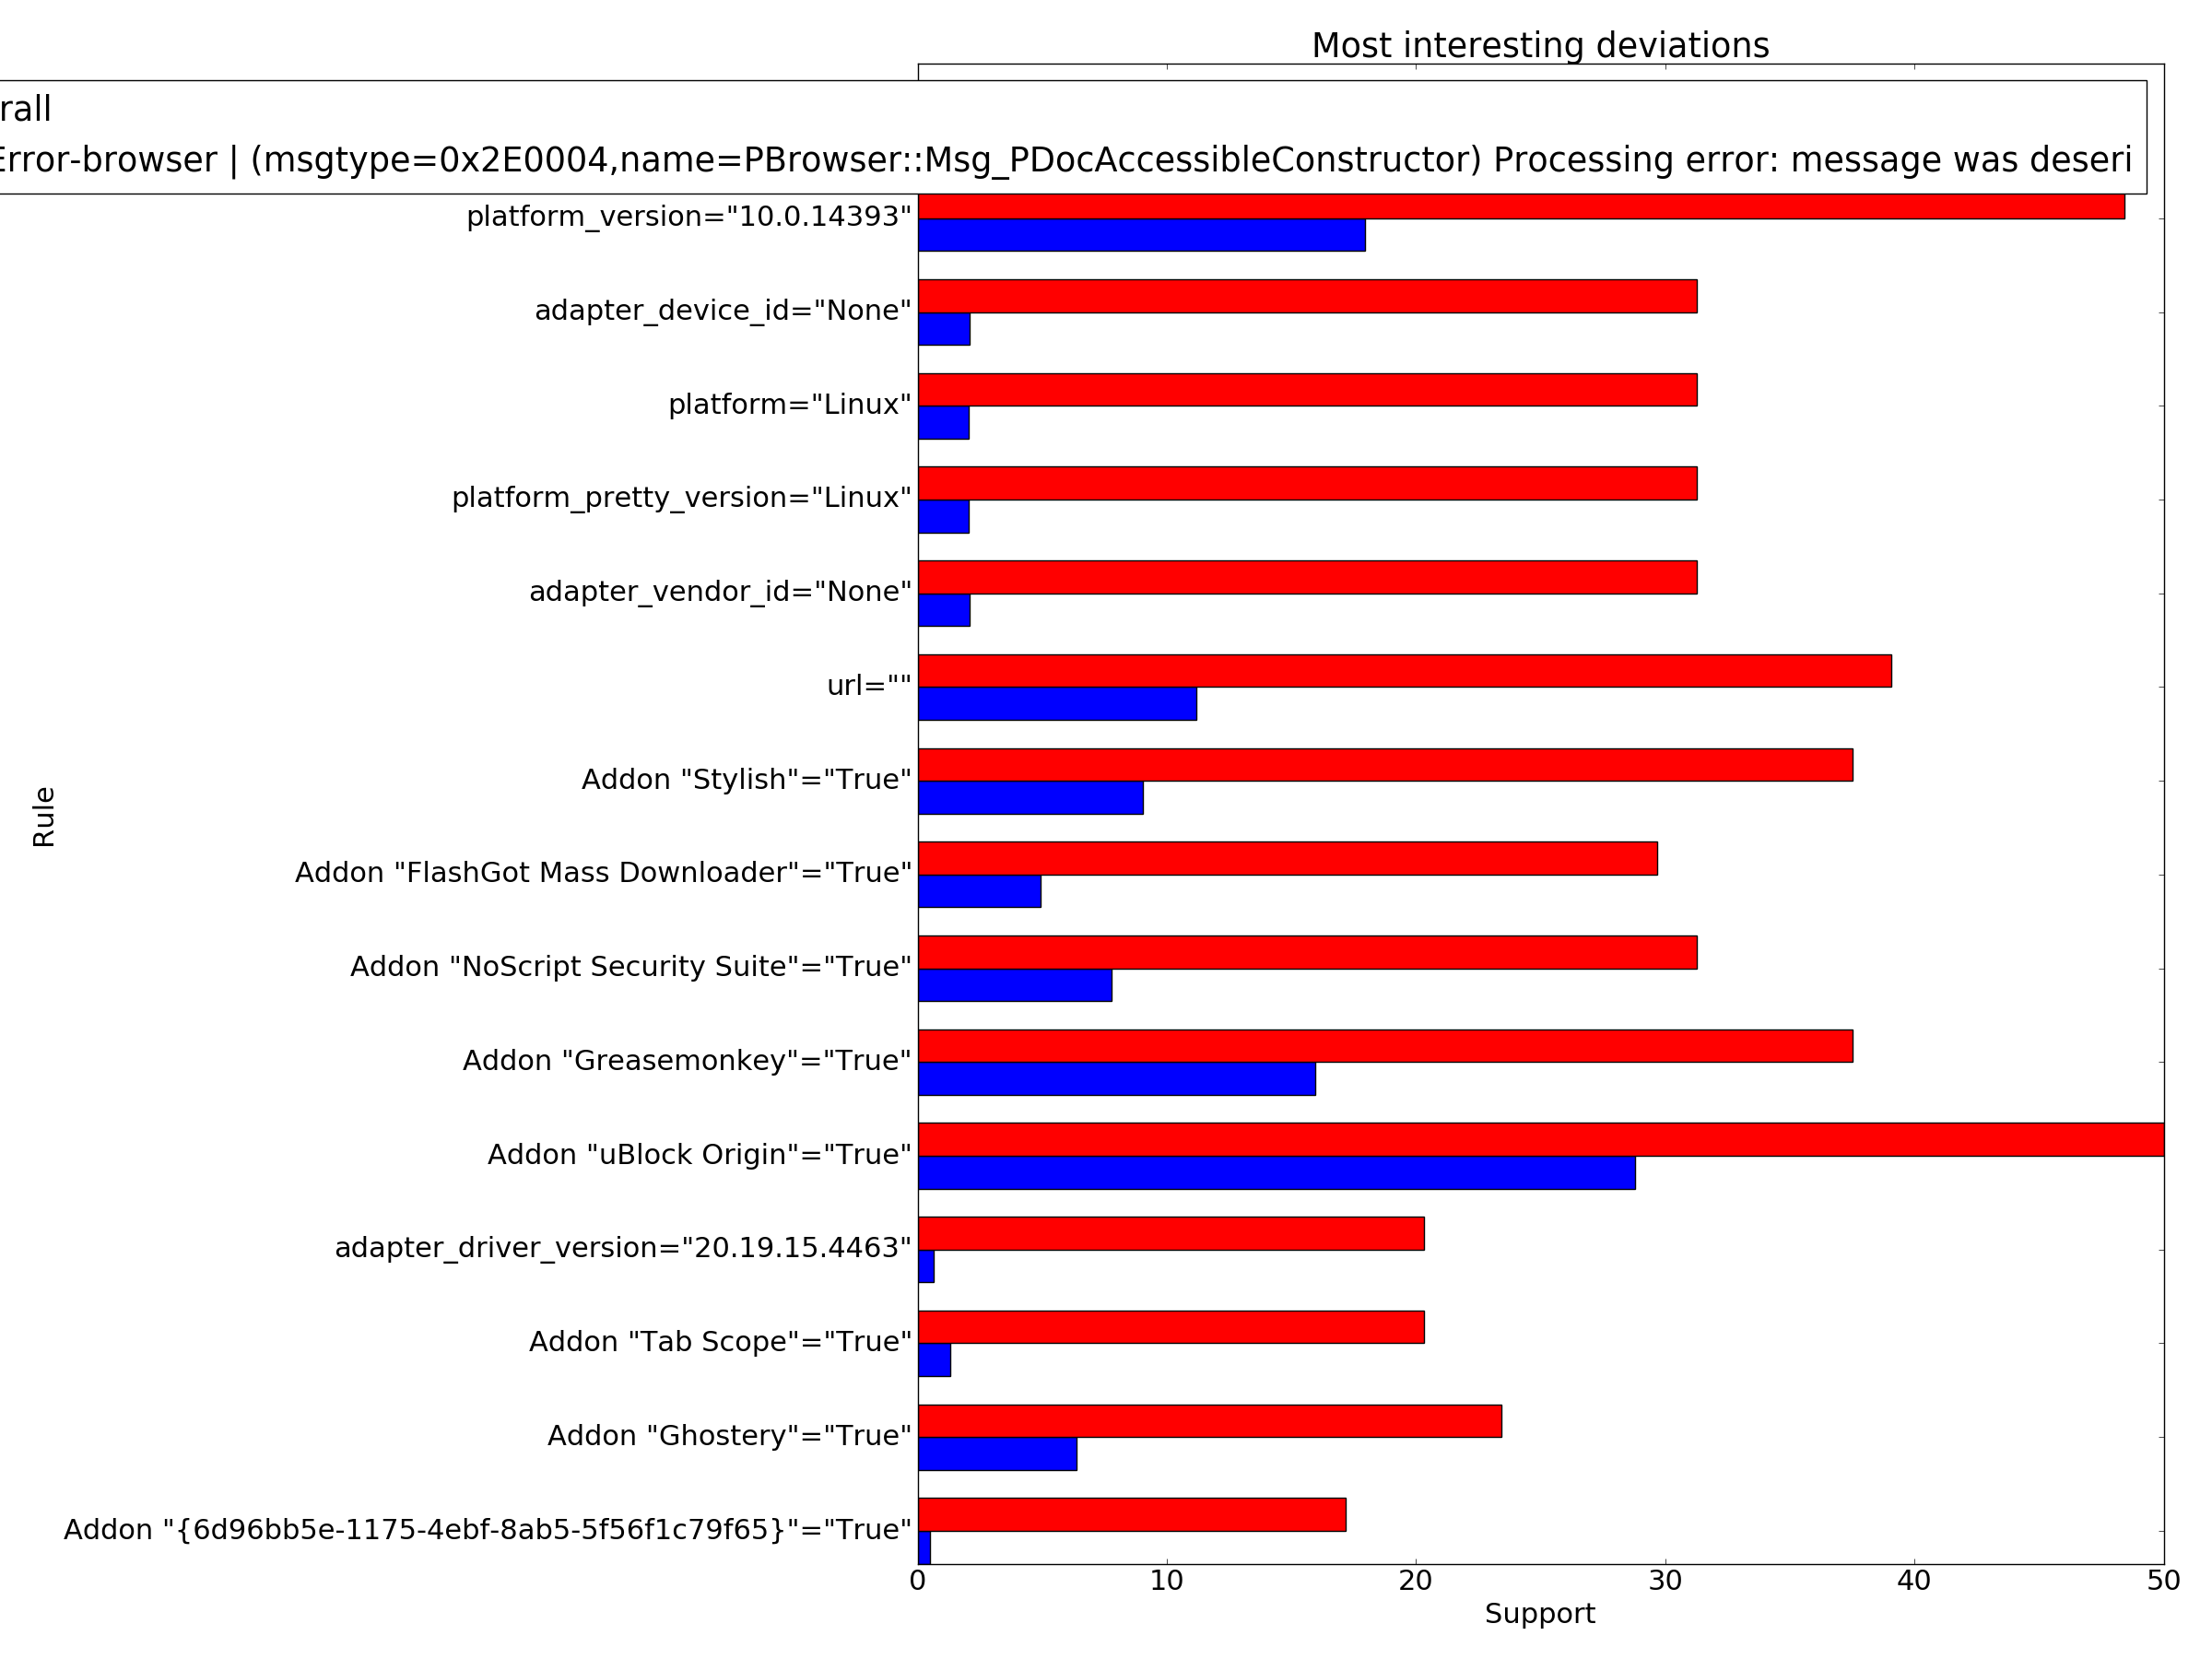 Most interesting deviations
rall
Error-browser | (msgtype=0x2E0004,name=PBrowser::Msg_PDocAccessibleConstructor) Processing error: message was deseri
platform_version="10.0.14393"
adapter_device_id="None"
platform="Linux"
platform_pretty_version="Linux"
adapter_vendor_id="None"
url=""
Addon "Stylish"="True"
Rule
Addon "FlashGot Mass Downloader"="True"
Addon "NoScript Security Suite"="True"
Addon "Greasemonkey"="True"
Addon "uBlock Origin"="True"
adapter_driver_version="20.19.15.4463"
Addon "Tab Scope"="True"
Addon "Ghostery"="True"
Addon "{6d96bb5e-1175-4ebf-8ab5-5f56f1c79f65}"="True"
0 10 20 30 40 50
Support